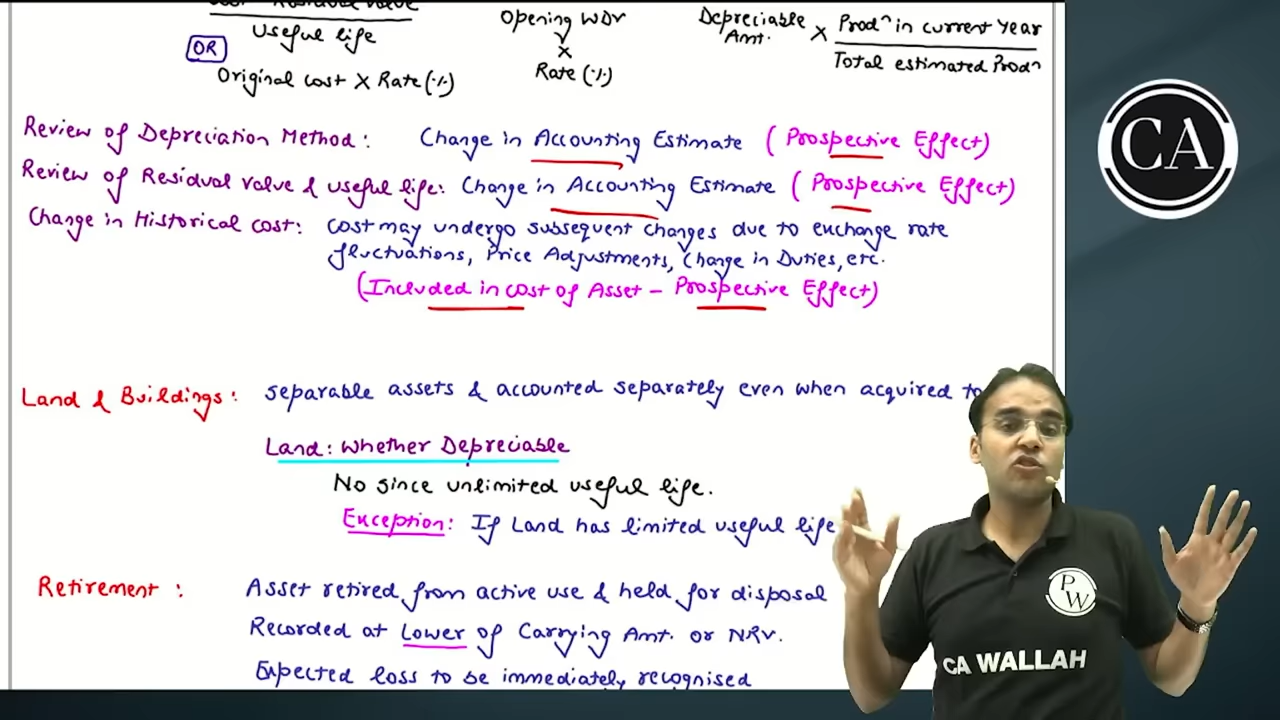 Cost - Residual Value
Useful life
OR
Original cost X Rate (%)
Opening WDV
X
Rate (%)
Depreciable Amt. X Prodⁿ in current year
Total estimated Prodⁿ
Review of Depreciation Method: Change in Accounting Estimate (Prospective Effect)
Review of Residual value & useful life: Change in Accounting Estimate (Prospective Effect)
Change in Historical cost: Cost may undergo subsequent changes due to exchange rate
fluctuations, Price Adjustments, Change in Duties, etc.
(Included in cost of Asset - Prospective Effect)
Land & Buildings: separable assets & accounted separately even when acquired
Land: Whether Depreciable
No since unlimited useful life.
Exception: If Land has limited useful life
Retirement: Asset retired from active use & held for disposal
Recorded at Lower of Carrying Amt. or NRV.
Expected loss to be immediately recognised
CA
PW
CA WALLAH